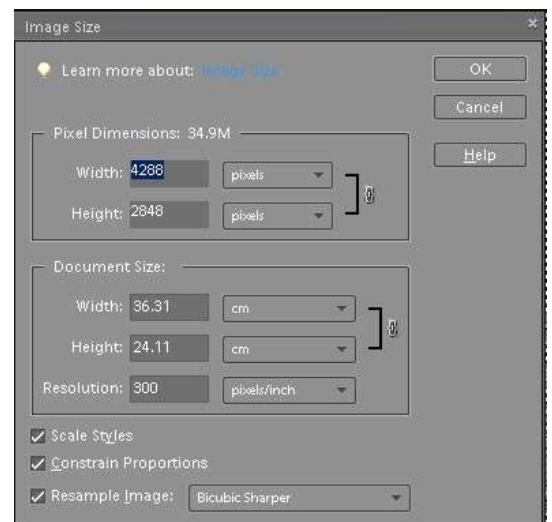 Image Size
Learn more about: Image Size
OK
Cancel
Help
Pixel Dimensions: 34.9M
Width: 4288 pixels
Height: 2848 pixels
Document Size:
Width: 36.31 cm
Height: 24.11 cm
Resolution: 300 pixels/inch
Scale Styles
Constrain Proportions
Resample Image: Bicubic Sharper